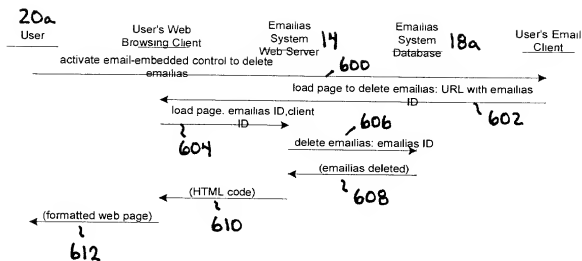 20a
User
User's Web
Browsing Client
Emailias
System
Web Server
14
Emailias
System
Database
18a
User's Email
Client
activate email-embedded control to delete
emailias
600
load page to delete emailias: URL with emailias
ID
602
load page. emailias ID,client
ID
604
606
delete emailias: emailias ID
(emailias deleted)
608
(HTML code)
610
(formatted web page)
612